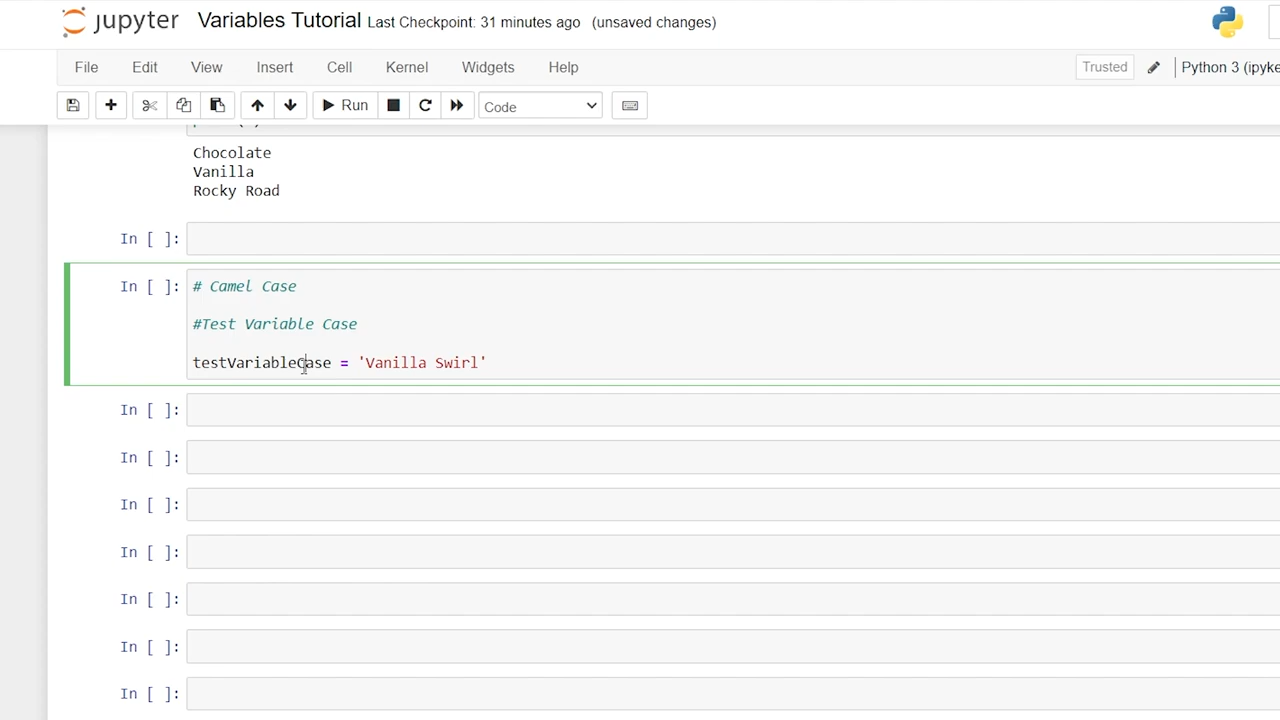 jupyter Variables Tutorial Last Checkpoint: 31 minutes ago (unsaved changes)
File Edit View Insert Cell Kernel Widgets Help Trusted Python 3 (ipyke
Run Code
Chocolate
Vanilla
Rocky Road
In [ ]:
In [ ]: # Camel Case
#Test Variable Case
testVariableCase = 'Vanilla Swirl'
In [ ]:
In [ ]:
In [ ]:
In [ ]:
In [ ]:
In [ ]:
In [ ]: